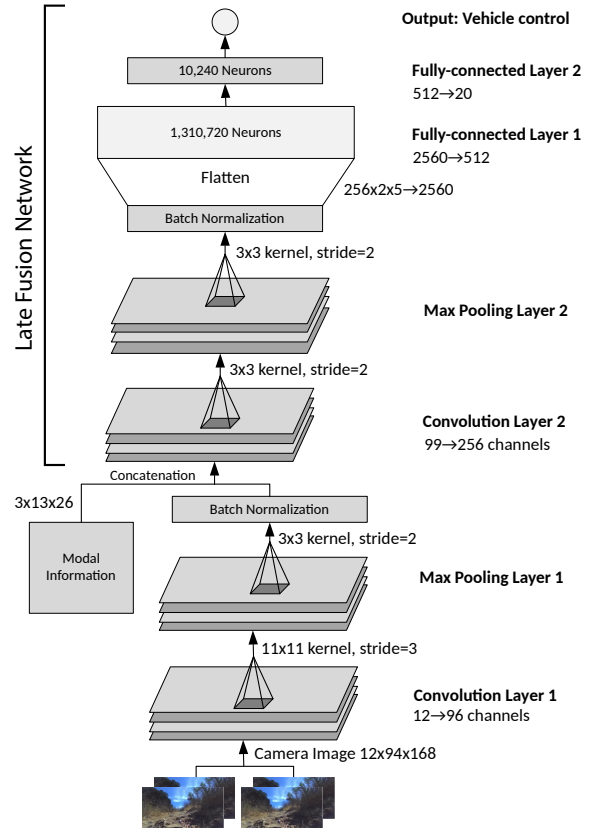 Output: Vehicle control
10,240 Neurons
Fully-connected Layer 2
512→20
1,310,720 Neurons
Fully-connected Layer 1
2560→512
Flatten
256x2x5→2560
Batch Normalization
3x3 kernel, stride=2
Late Fusion Network
Max Pooling Layer 2
3x3 kernel, stride=2
Convolution Layer 2
99→256 channels
Concatenation
3x13x26
Batch Normalization
Modal
Information
3x3 kernel, stride=2
Max Pooling Layer 1
11x11 kernel, stride=3
Convolution Layer 1
12→96 channels
Camera Image 12x94x168